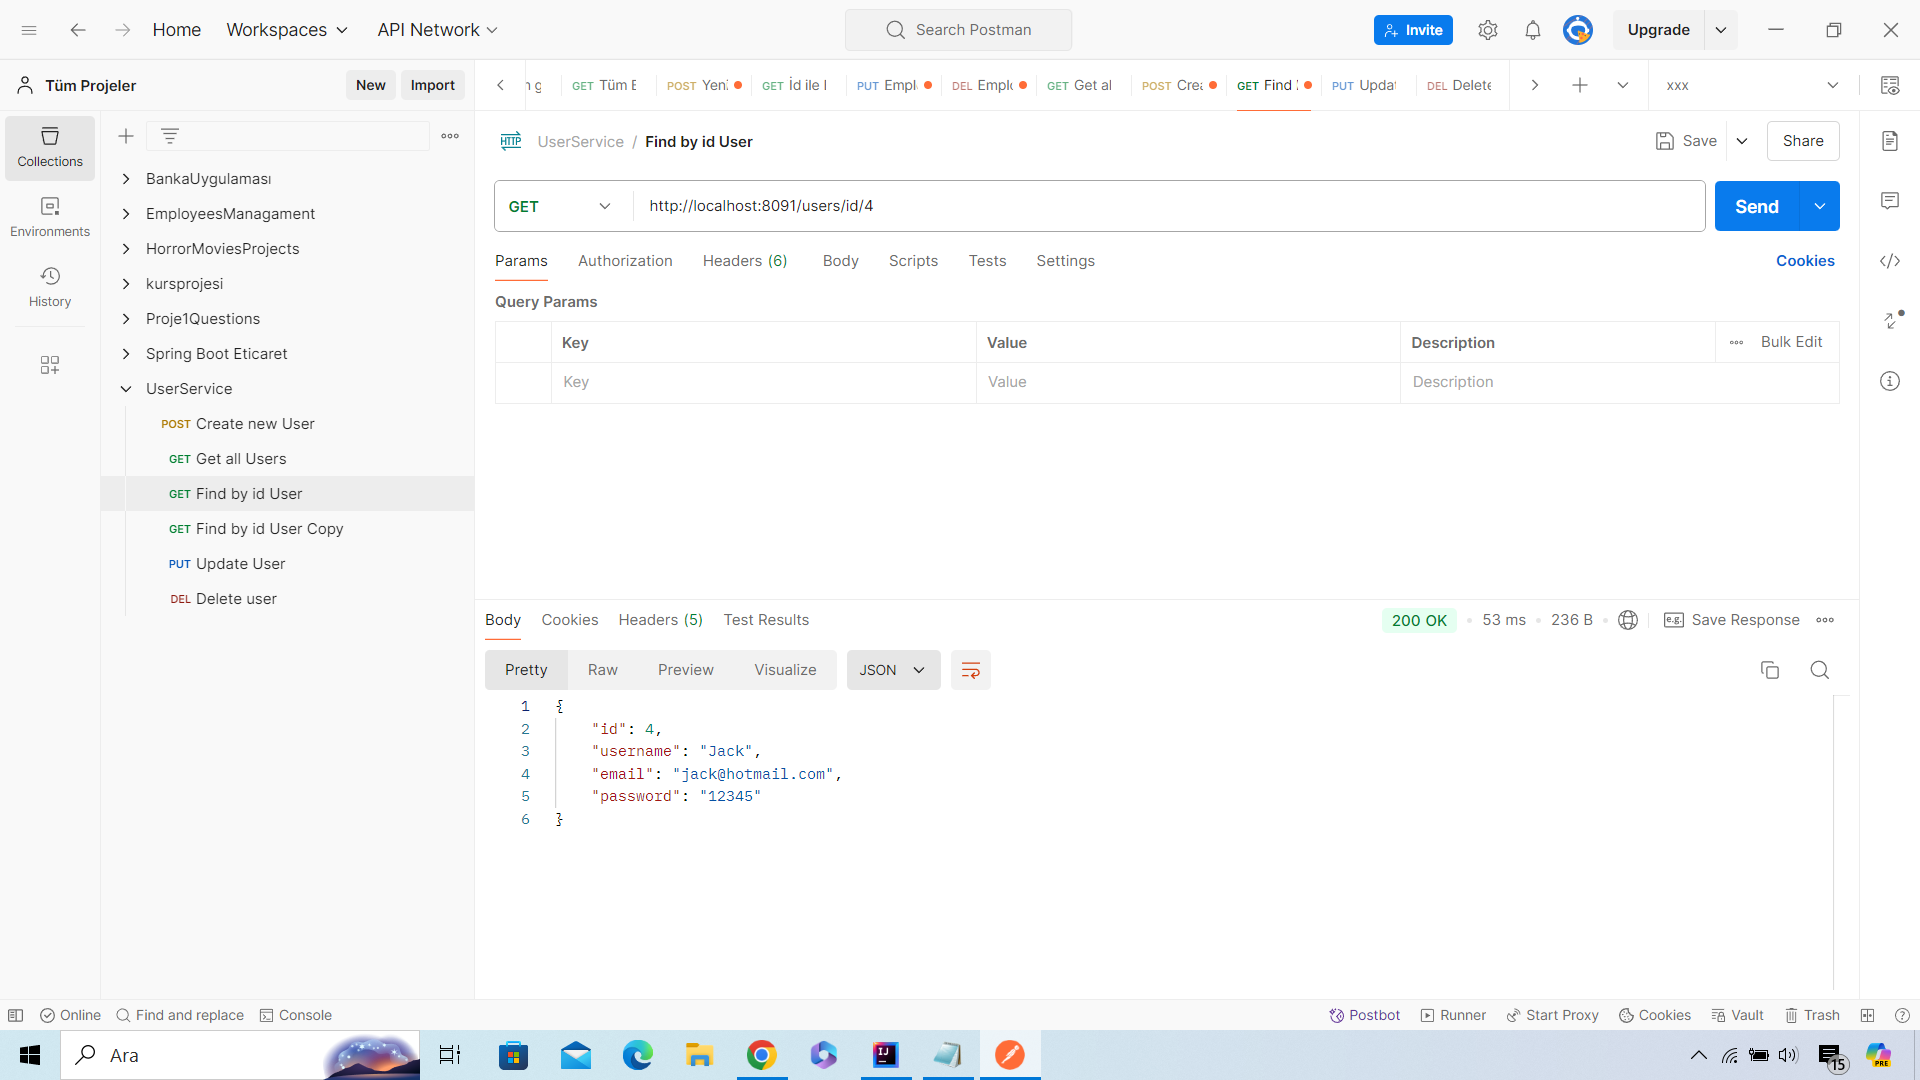 Home Workspaces API Network Search Postman Invite Upgrade
Tüm Projeler New Import
GET Tüm E POST Yen GET İd ile I PUT Empl DEL Empl GET Get al POST Crea GET Find PUT Updat DEL Delete xxx
HTTP UserService / Find by id User Save Share
Collections
Environments
History
BankaUygulaması
EmployeesManagament
HorrorMoviesProjects
kursprojesi
Proje1Questions
Spring Boot Eticaret
UserService
POST Create new User
GET Get all Users
GET Find by id User
GET Find by id User Copy
PUT Update User
DEL Delete user
GET http://localhost:8091/users/id/4 Send
Params Authorization Headers (6) Body Scripts Tests Settings Cookies
Query Params
Key Value Description Bulk Edit
Key Value Description
Body Cookies Headers (5) Test Results 200 OK 53 ms 236 B e.g. Save Response
Pretty Raw Preview Visualize JSON
1 {
2 "id": 4,
3 "username": "Jack",
4 "email": "jack@hotmail.com",
5 "password": "12345"
6 }
Online Find and replace Console Postbot Runner Start Proxy Cookies Vault Trash
Ara IJ 15 PRE